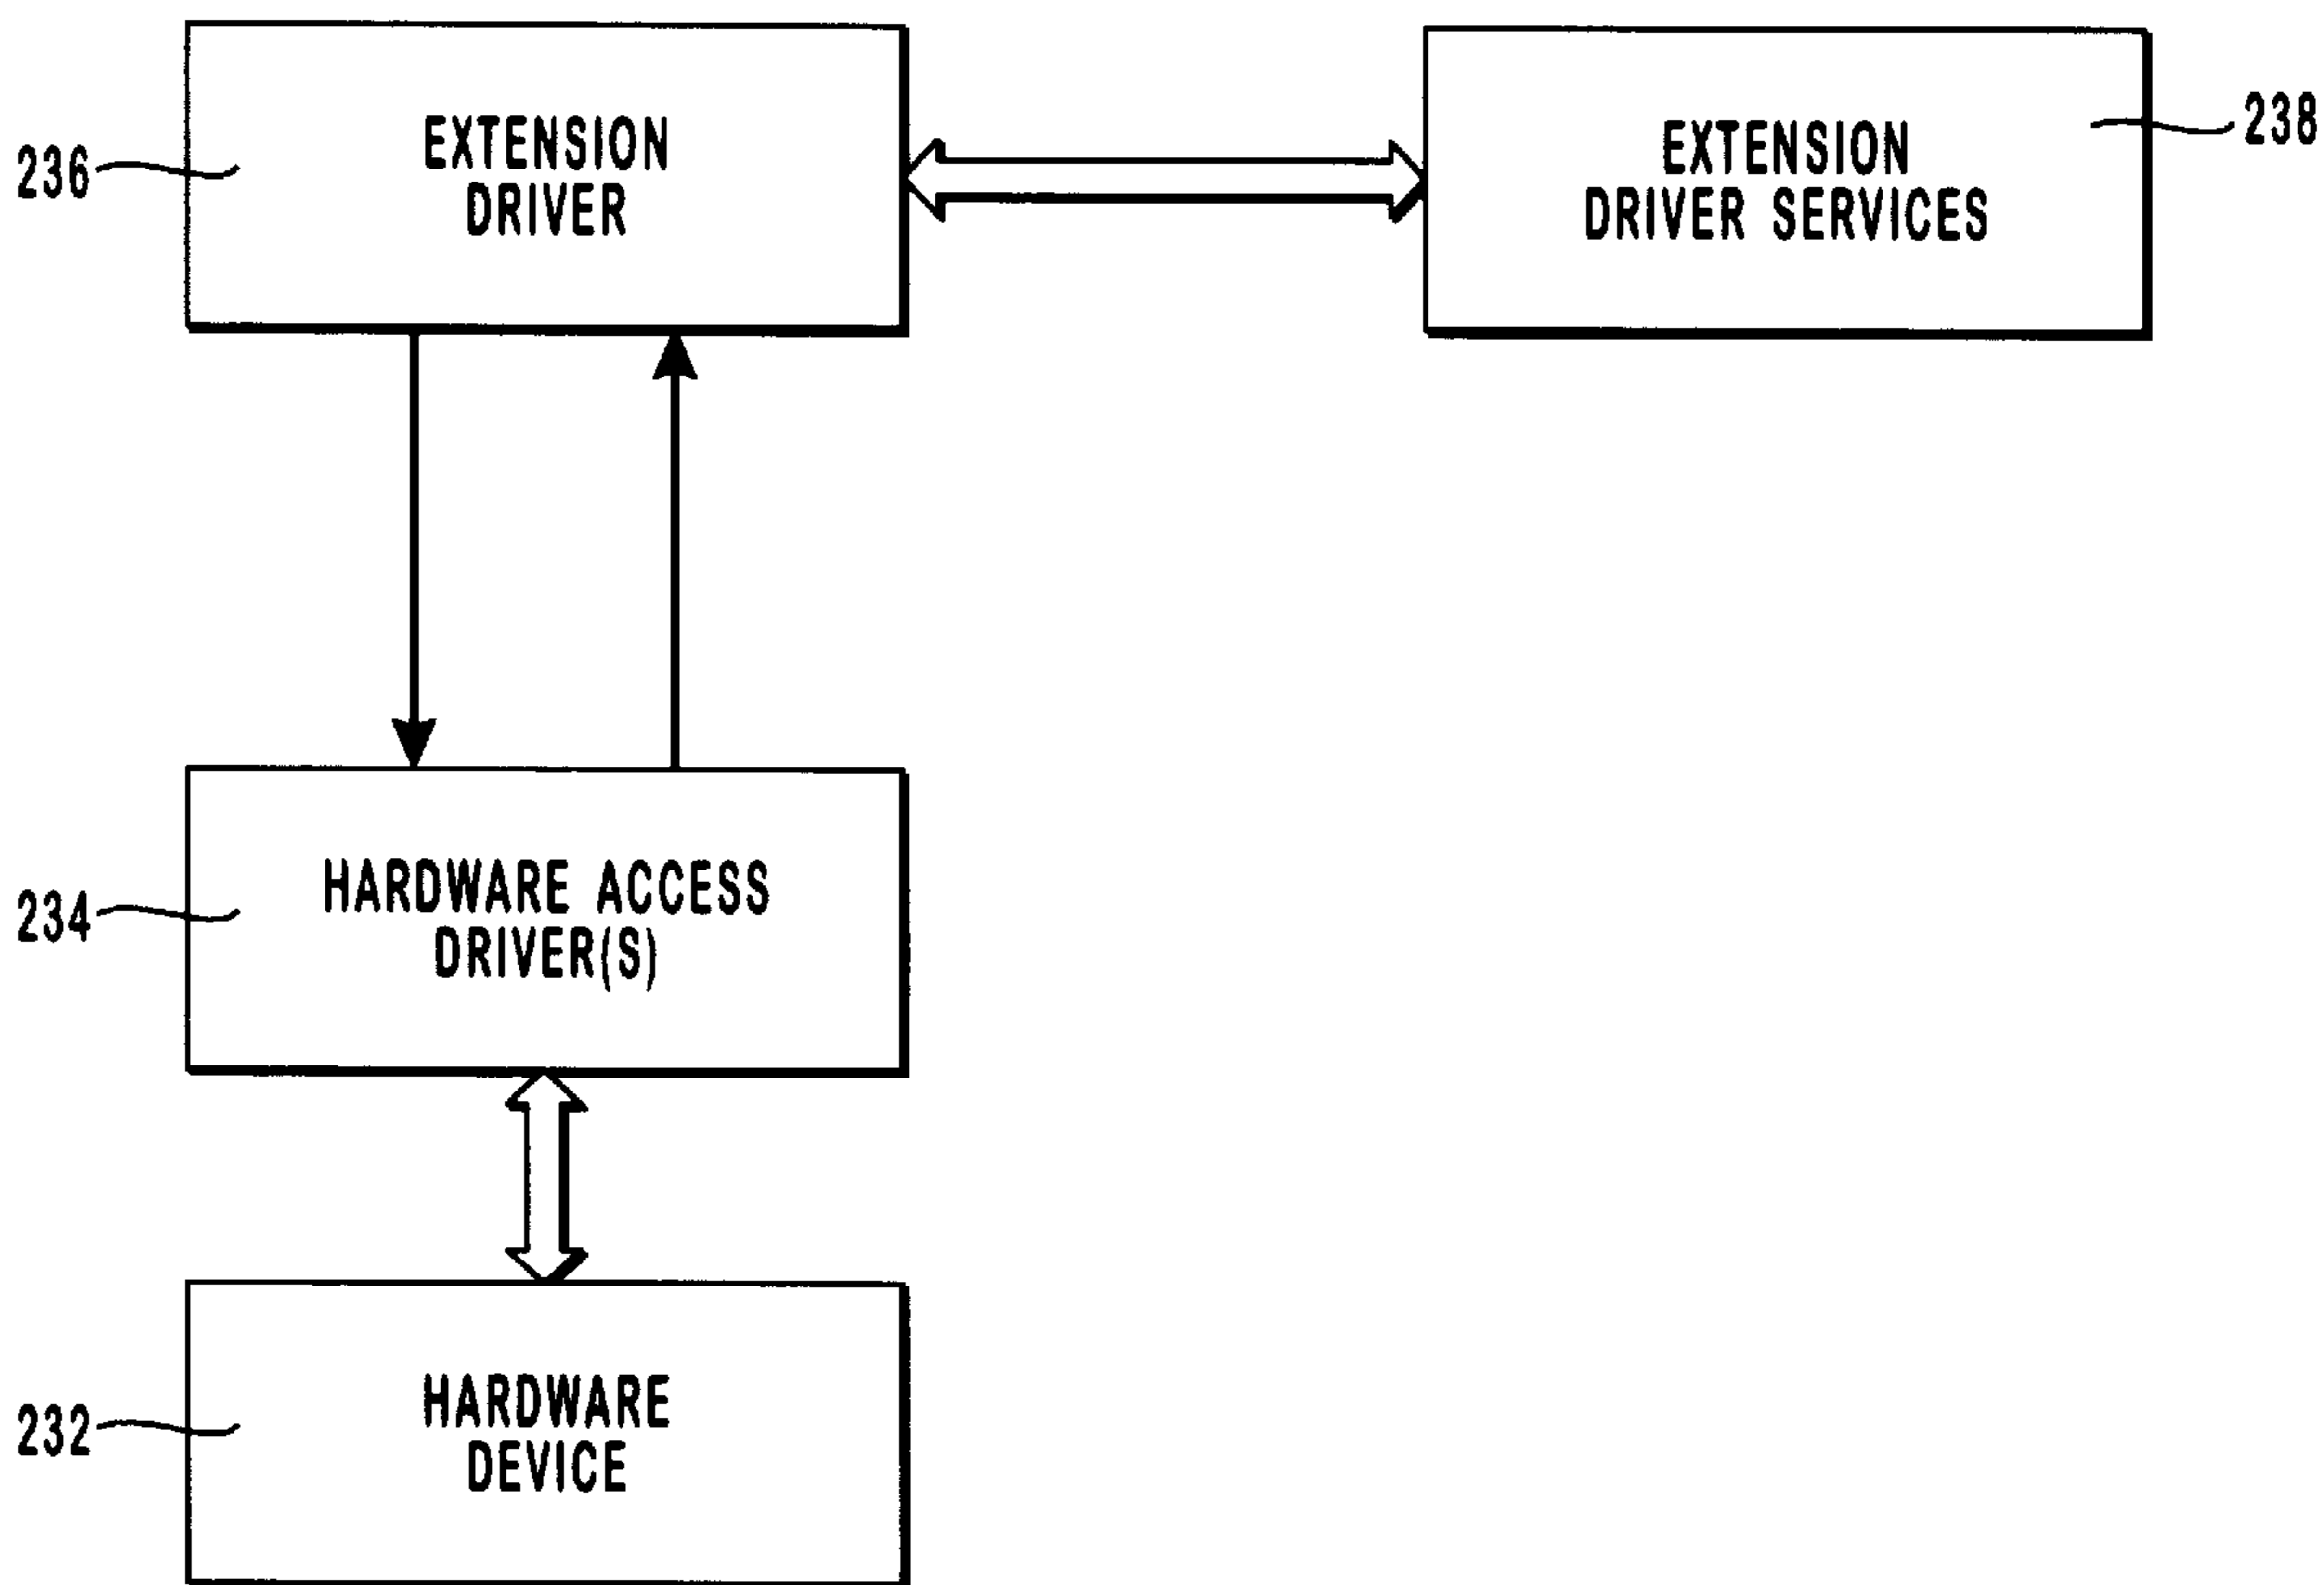 236
EXTENSION
DRIVER
EXTENSION
DRIVER SERVICES
238
234
HARDWARE ACCESS
DRIVER(S)
232
HARDWARE
DEVICE